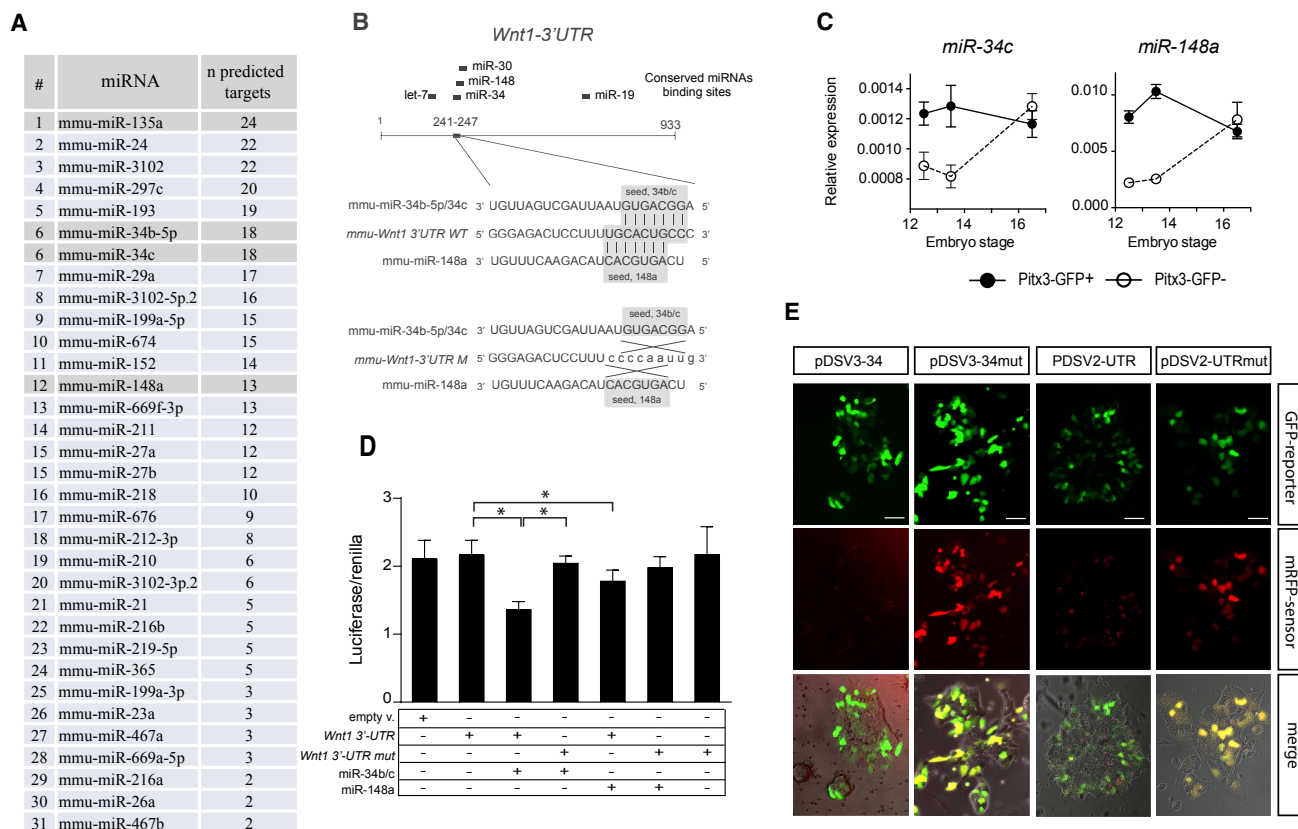 A
# miRNA n predicted targets
1 mmu-miR-135a 24
2 mmu-miR-24 22
3 mmu-miR-3102 22
4 mmu-miR-297c 20
5 mmu-miR-193 19
6 mmu-miR-34b-5p 18
6 mmu-miR-34c 18
7 mmu-miR-29a 17
8 mmu-miR-3102-5p.2 16
9 mmu-miR-199a-5p 15
10 mmu-miR-674 15
11 mmu-miR-152 14
12 mmu-miR-148a 13
13 mmu-miR-669f-3p 13
14 mmu-miR-211 12
15 mmu-miR-27a 12
15 mmu-miR-27b 12
16 mmu-miR-218 10
17 mmu-miR-676 9
18 mmu-miR-212-3p 8
19 mmu-miR-210 6
20 mmu-miR-3102-3p.2 6
21 mmu-miR-21 5
22 mmu-miR-216b 5
23 mmu-miR-219-5p 5
24 mmu-miR-365 5
25 mmu-miR-199a-3p 3
26 mmu-miR-23a 3
27 mmu-miR-467a 3
28 mmu-miR-669a-5p 3
29 mmu-miR-216a 2
30 mmu-miR-26a 2
31 mmu-miR-467b 2
B
Wnt1-3'UTR
miR-30
miR-148
let-7 miR-34 miR-19
Conserved miRNAs
binding sites
1 241-247 933
seed, 34b/c
mmu-miR-34b-5p/34c 3' UGUUAGUCGAUUAAUGUGACGGA 5'
mmu-Wnt1 3'UTR WT 5' GGGAGACUCCUUUUGCACUGCCC 3'
mmu-miR-148a 3' UGUUUCAAGACAUCACGUGACU 5'
seed, 148a
seed, 34b/c
mmu-miR-34b-5p/34c 3' UGUUAGUCGAUUAAUGUGACGGA 5'
mmu-Wnt1-3'UTR M 5' GGGAGACUCCUUUccccaauug 3'
mmu-miR-148a 3' UGUUUCAAGACAUCACGUGACU 5'
seed, 148a
C
miR-34c miR-148a
Relative expression
0.0014
0.0012
0.0010
0.0008
12 14 16
Embryo stage
0.010
0.005
0.000
12 14 16
Embryo stage
Pitx3-GFP+ Pitx3-GFP-
D
Luciferase/renilla
3
2
1
0
* * *
empty v. + - - - - - -
Wnt1 3'-UTR - + + - + - -
Wnt1 3'-UTR mut - - - + - + +
miR-34b/c - - + + - - -
miR-148a - - - - + + -
E
pDSV3-34 pDSV3-34mut PDSV2-UTR pDSV2-UTRmut
GFP-reporter
mRFP-sensor
merge